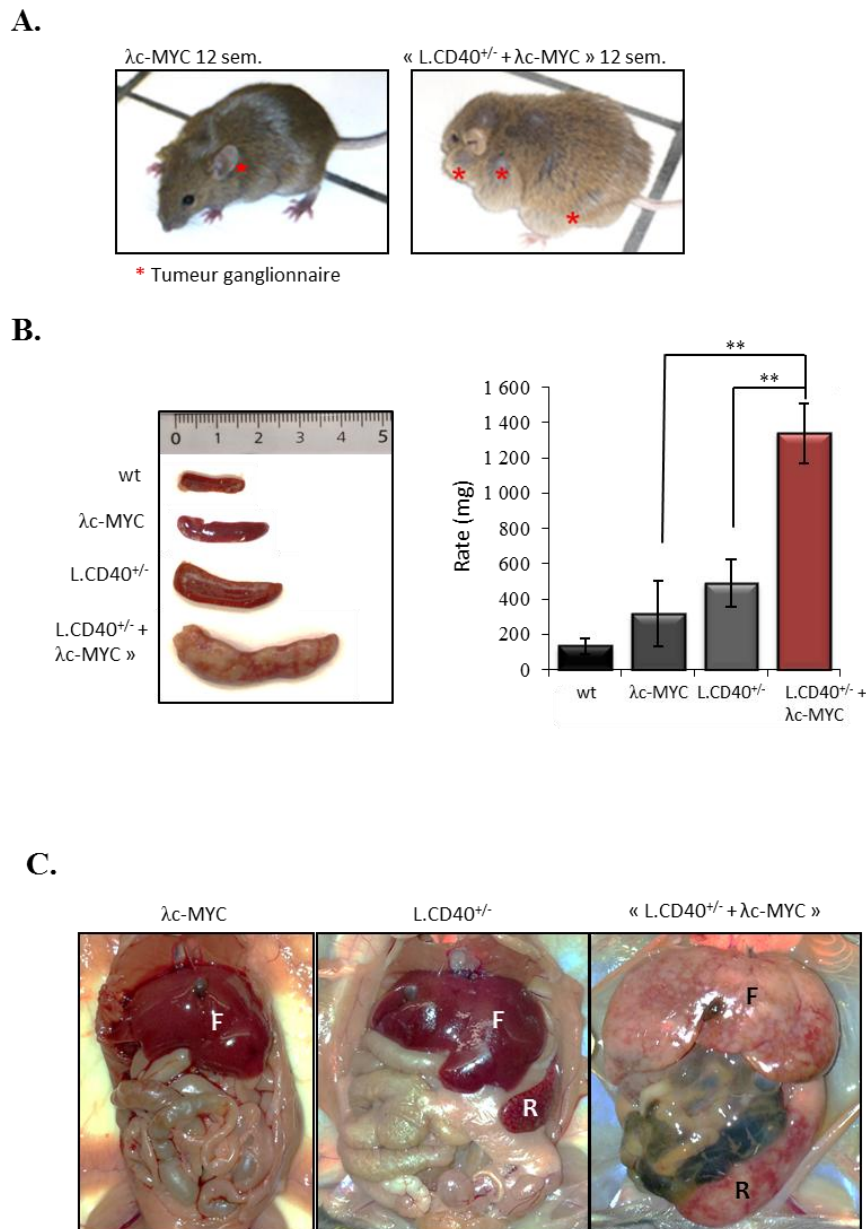 A.
λc-MYC 12 sem.
« L.CD40+/- + λc-MYC » 12 sem.
* * *
* Tumeur ganglionnaire
B.
0 1 2 3 4 5
wt
λc-MYC
L.CD40+/-
L.CD40+/- +
λc-MYC »
** 
**
1 600
1 400
1 200
1 000
800
600
400
200
0
Rate (mg)
wt
λc-MYC
L.CD40+/-
L.CD40+/- +
λc-MYC
C.
λc-MYC
L.CD40+/-
« L.CD40+/- + λc-MYC »
F
F
R
F
R